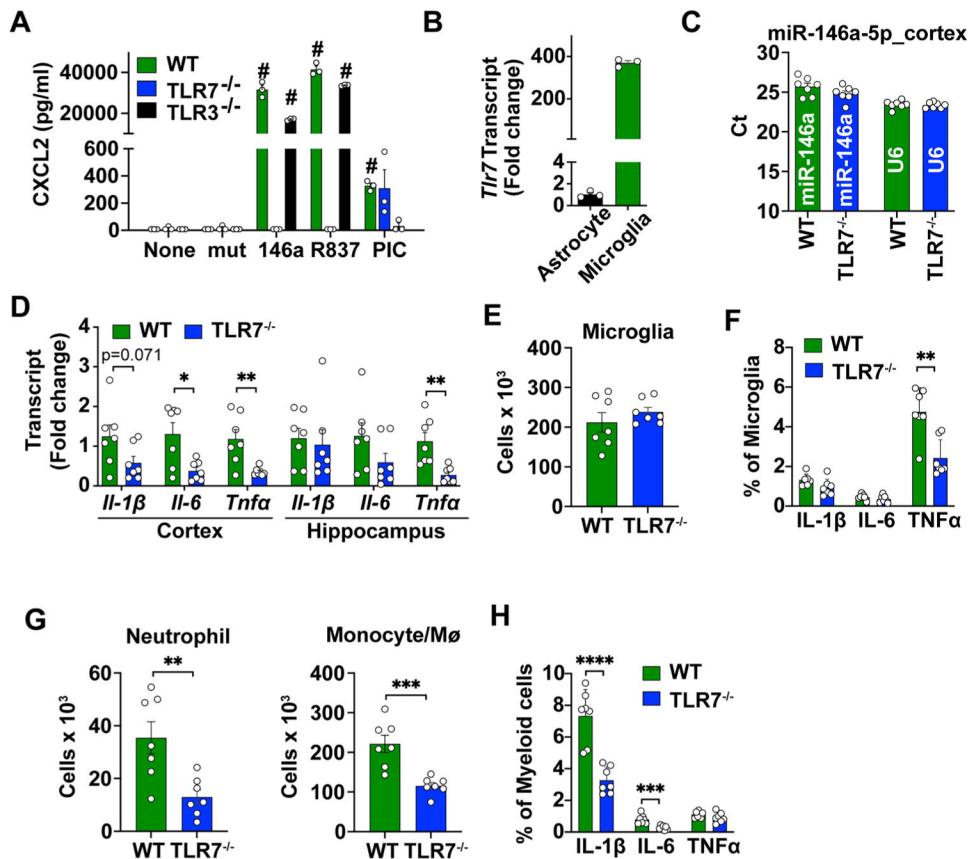 A
CXCL2 (pg/ml)
40000
20000
600
400
200
0
WT
TLR7⁻/⁻
TLR3⁻/⁻
# # # # #
None mut 146a R837 PIC
B
Tlr7 Transcript
(Fold change)
400
200
4
2
0
Astrocyte
Microglia
C
miR-146a-5p_cortex
Ct
30
25
20
15
10
miR-146a
miR-146a
U6
U6
WT
TLR7⁻/⁻
WT
TLR7⁻/⁻
D
WT TLR7⁻/⁻
Transcript
(Fold change)
4
3
2
1
0
p=0.071
* ** **
Il-1β Il-6 Tnfα Il-1β Il-6 Tnfα
Cortex Hippocampus
E
Microglia
Cells x 10³
400
300
200
100
0
WT TLR7⁻/⁻
F
WT
TLR7⁻/⁻
% of Microglia
8
6
4
2
0
**
IL-1β IL-6 TNFα
G
Neutrophil
Cells x 10³
60
40
20
0
**
WT TLR7⁻/⁻
Monocyte/Mø
Cells x 10³
400
300
200
100
0
***
WT TLR7⁻/⁻
H
% of Myeloid cells
10
8
6
4
2
0
****
***
WT
TLR7⁻/⁻
IL-1β IL-6 TNFα